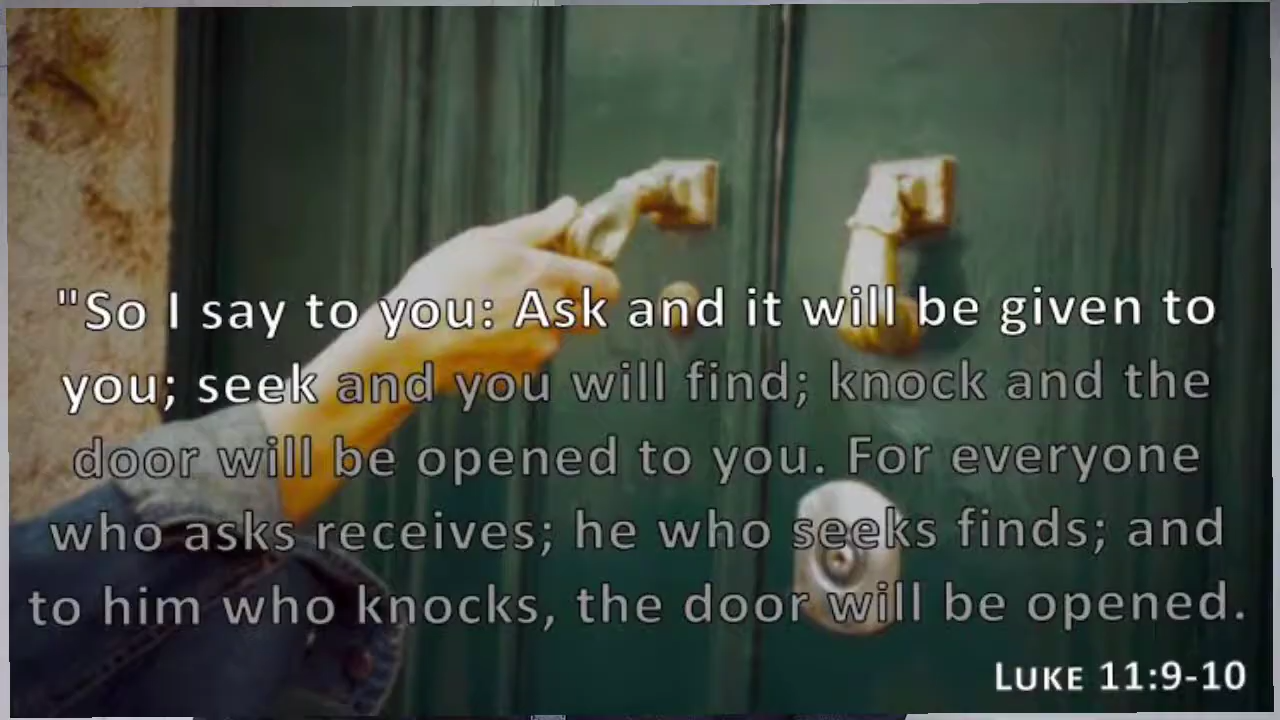 "So I say to you: Ask and it will be given to
you; seek and you will find; knock and the
door will be opened to you. For everyone
who asks receives; he who seeks finds; and
to him who knocks, the door will be opened.
LUKE 11:9-10